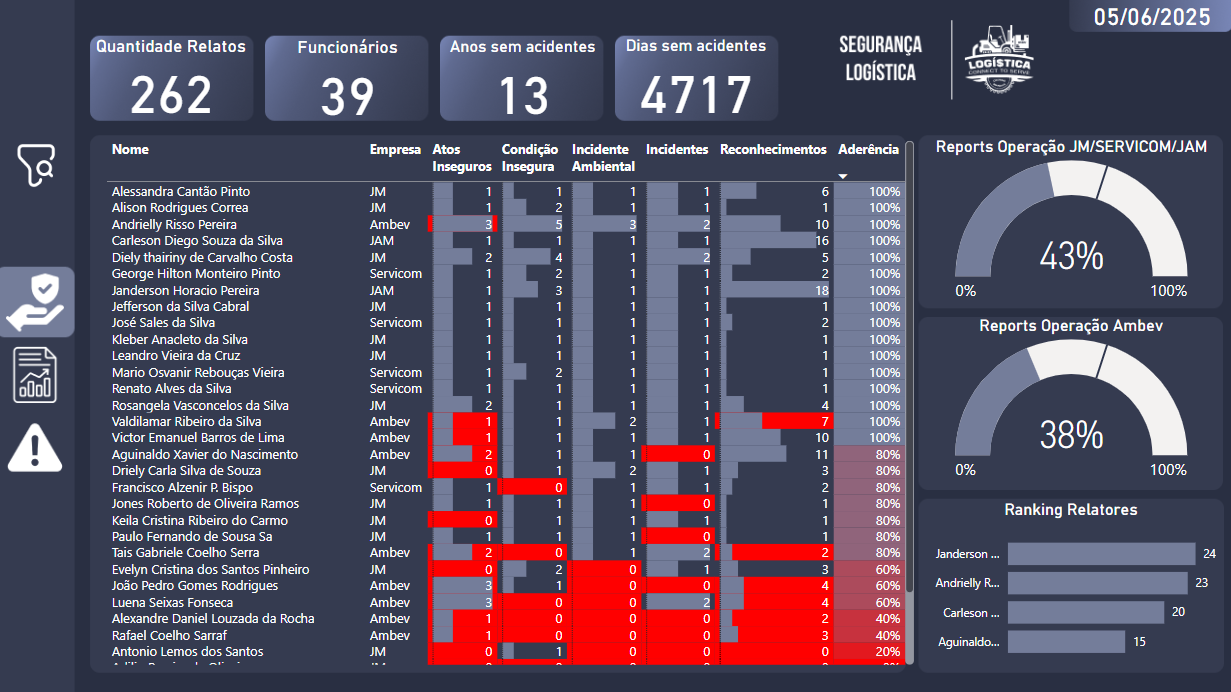 05/06/2025
Quantidade Relatos
262
Funcionários
39
Anos sem acidentes
13
Dias sem acidentes
4717
SEGURANÇA
LOGÍSTICA
LOGÍSTICA
CONNECT TO SERVE
Nome Empresa Atos Inseguros Condição Insegura Incidente Ambiental Incidentes Reconhecimentos Aderência
Alessandra Cantão Pinto JM 1 1 1 1 6 100%
Alison Rodrigues Correa JM 1 2 1 1 1 100%
Andrielly Risso Pereira Ambev 3 5 3 2 10 100%
Carleson Diego Souza da Silva JAM 1 1 1 1 16 100%
Diely thairiny de Carvalho Costa JM 2 4 1 2 5 100%
George Hilton Monteiro Pinto Servicom 1 2 1 1 2 100%
Janderson Horacio Pereira JAM 1 3 1 1 18 100%
Jefferson da Silva Cabral JM 1 1 1 1 1 100%
José Sales da Silva Servicom 1 1 1 1 2 100%
Kleber Anacleto da Silva JM 1 1 1 1 1 100%
Leandro Vieira da Cruz JM 1 1 1 1 1 100%
Mario Osvanir Rebouças Vieira Servicom 1 2 1 1 1 100%
Renato Alves da Silva Servicom 1 1 1 1 1 100%
Rosangela Vasconcelos da Silva JM 2 1 1 1 4 100%
Valdilamar Ribeiro da Silva Ambev 1 1 2 1 7 100%
Victor Emanuel Barros de Lima Ambev 1 1 1 1 10 100%
Aguinaldo Xavier do Nascimento Ambev 2 1 1 0 11 80%
Driely Carla Silva de Souza JM 0 1 2 1 3 80%
Francisco Alzenir P. Bispo Servicom 1 0 1 1 2 80%
Jones Roberto de Oliveira Ramos JM 1 1 1 0 1 80%
Keila Cristina Ribeiro do Carmo JM 0 1 1 1 1 80%
Paulo Fernando de Sousa Sa JM 1 1 1 0 1 80%
Tais Gabriele Coelho Serra Ambev 2 0 1 2 2 80%
Evelyn Cristina dos Santos Pinheiro JM 0 2 0 1 3 60%
João Pedro Gomes Rodrigues Ambev 3 1 0 0 4 60%
Luena Seixas Fonseca Ambev 3 0 0 2 4 60%
Alexandre Daniel Louzada da Rocha Ambev 1 0 0 0 2 40%
Rafael Coelho Sarraf Ambev 1 0 0 0 3 40%
Antonio Lemos dos Santos JM 0 1 0 0 0 20%
Reports Operação JM/SERVICOM/JAM
43%
0% 100%
Reports Operação Ambev
38%
0% 100%
Ranking Relatores
Janderson ... 24
Andrielly R... 23
Carleson ... 20
Aguinaldo... 15